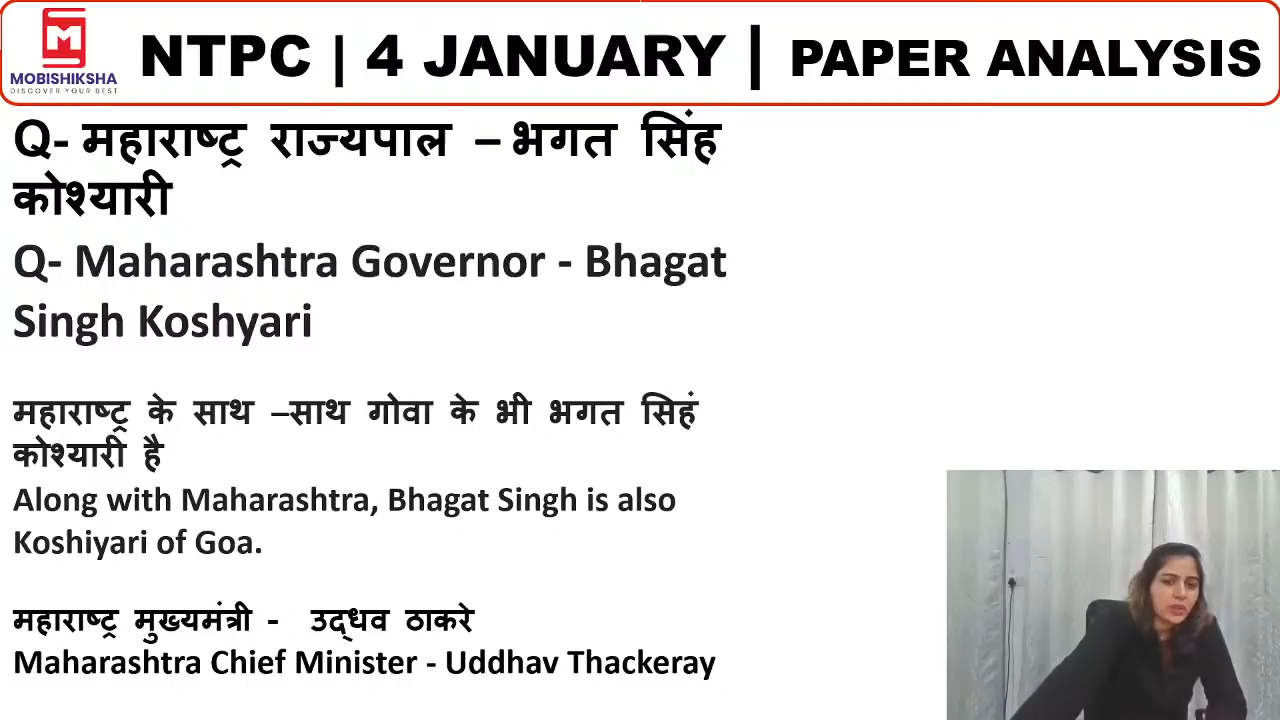 M
MOBISHIKSHA
DISCOVER YOUR BEST
NTPC | 4 JANUARY | PAPER ANALYSIS
Q- महाराष्ट्र राज्यपाल – भगत सिंह
कोश्यारी
Q- Maharashtra Governor - Bhagat
Singh Koshyari
महाराष्ट्र के साथ –साथ गोवा के भी भगत सिहं
कोश्यारी है
Along with Maharashtra, Bhagat Singh is also
Koshiyari of Goa.
महाराष्ट्र मुख्यमंत्री - उद्धव ठाकरे
Maharashtra Chief Minister - Uddhav Thackeray